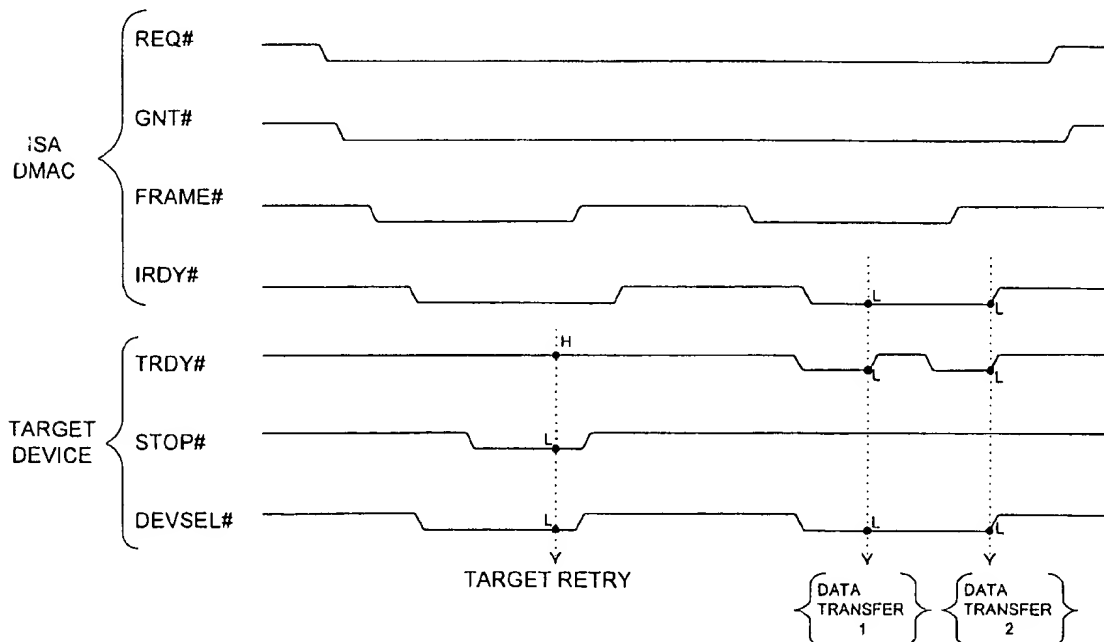 REQ#
GNT#
ISA
DMAC
FRAME#
IRDY#
L
L
H
TRDY#
L
L
TARGET
DEVICE
STOP#
L
DEVSEL#
L
L
L
TARGET RETRY
DATA
TRANSFER
1
DATA
TRANSFER
2